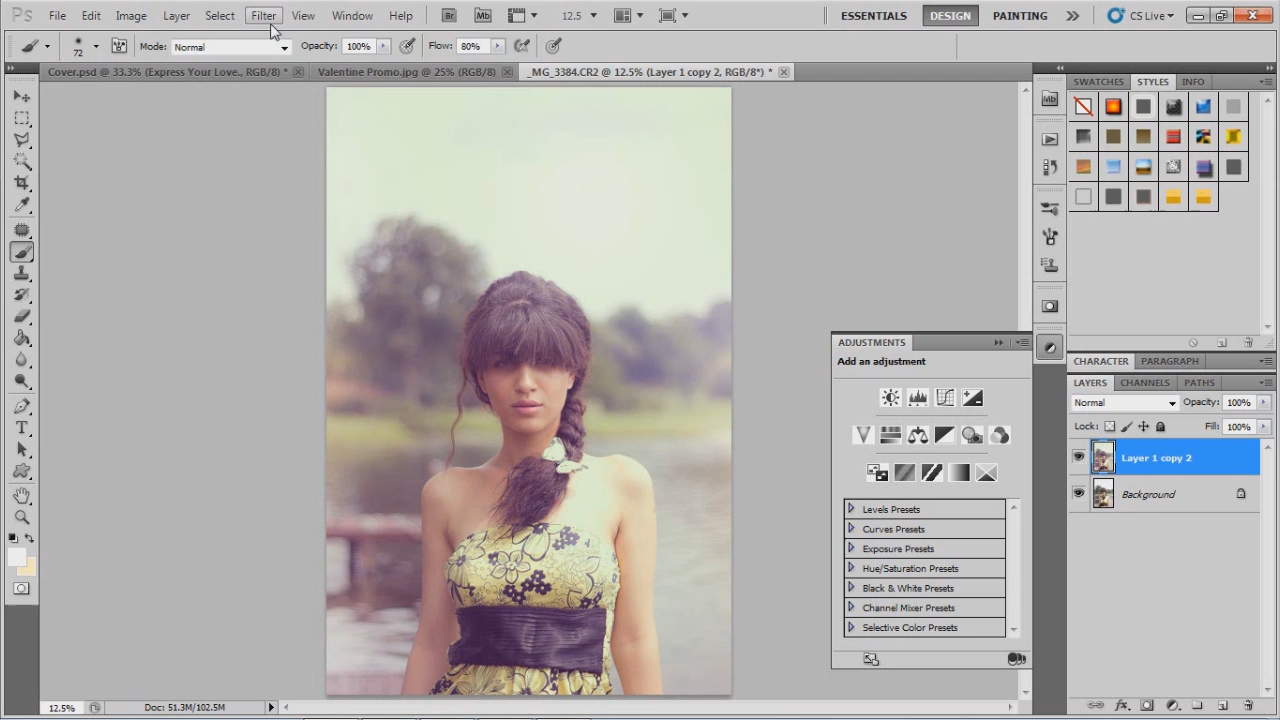 Ps File Edit Image Layer Select Filter View Window Help Br Mb 12.5 ESSENTIALS DESIGN PAINTING CS Live
72 Mode: Normal Opacity: 100% Flow: 80%
Cover.psd @ 33.3% (Express Your Love., RGB/8) * Valentine Promo.jpg @ 25% (RGB/8) _MG_3384.CR2 @ 12.5% (Layer 1 copy 2, RGB/8*) *
SWATCHES STYLES INFO
Mb
ADJUSTMENTS
Add an adjustment
Levels Presets
Curves Presets
Exposure Presets
Hue/Saturation Presets
Black & White Presets
Channel Mixer Presets
Selective Color Presets
CHARACTER PARAGRAPH
LAYERS CHANNELS PATHS
Normal Opacity: 100%
Lock: Fill: 100%
Layer 1 copy 2
Background
12.5% Doc: 51.3M/102.5M